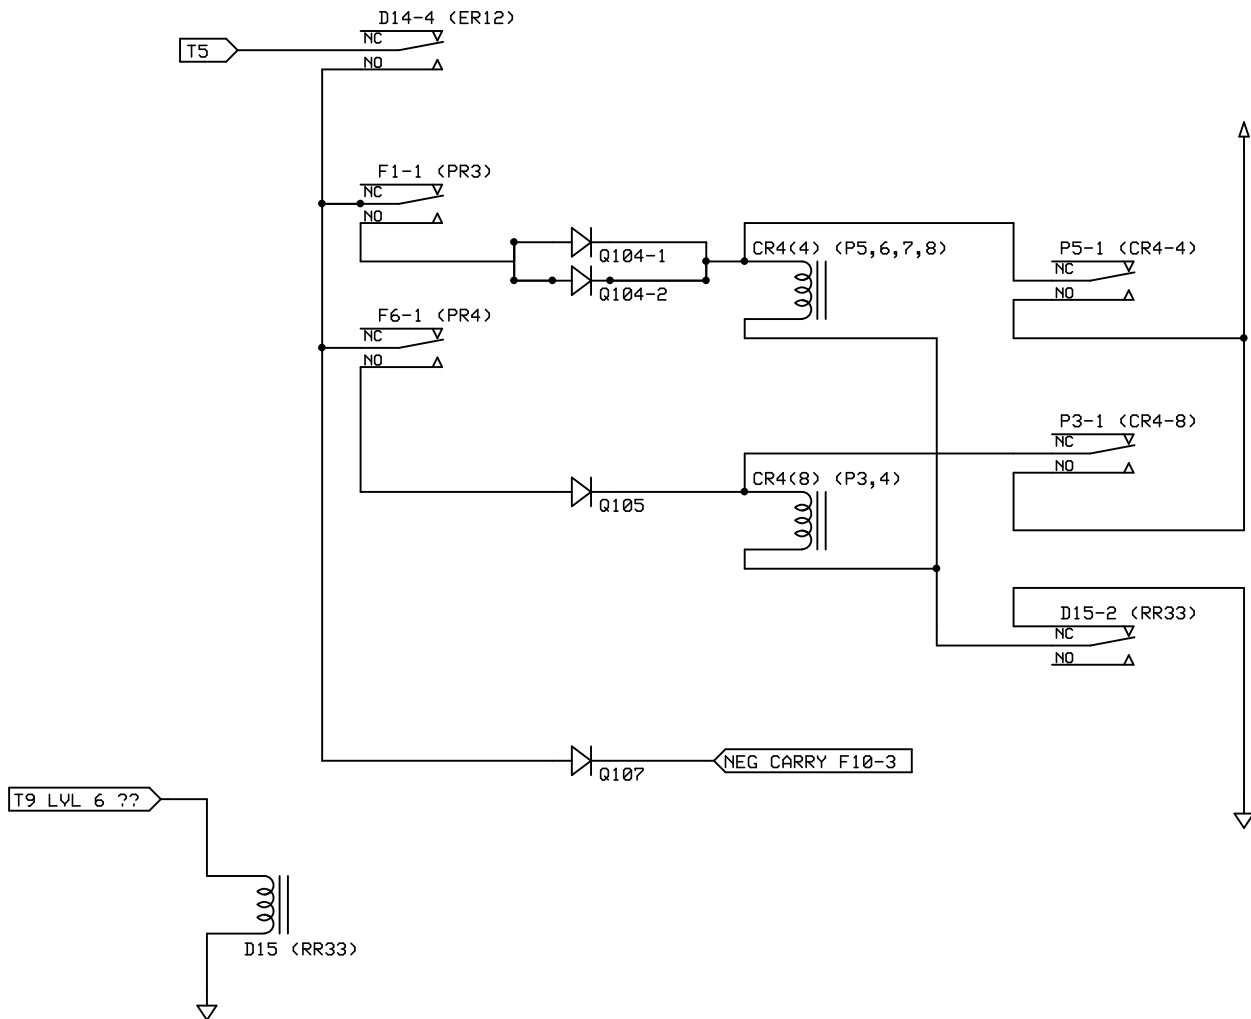 D14-4 (ER12)
NC
T5
NO
F1-1 (PR3)
NC
NO
Q104-1
CR4(4) (P5,6,7,8)
P5-1 (CR4-4)
NC
Q104-2
NO
F6-1 (PR4)
NC
NO
P3-1 (CR4-8)
NC
NO
CR4(8) (P3,4)
Q105
D15-2 (RR33)
NC
NO
NEG CARRY F10-3
Q107
T9 LVL 6 ??
D15 (RR33)